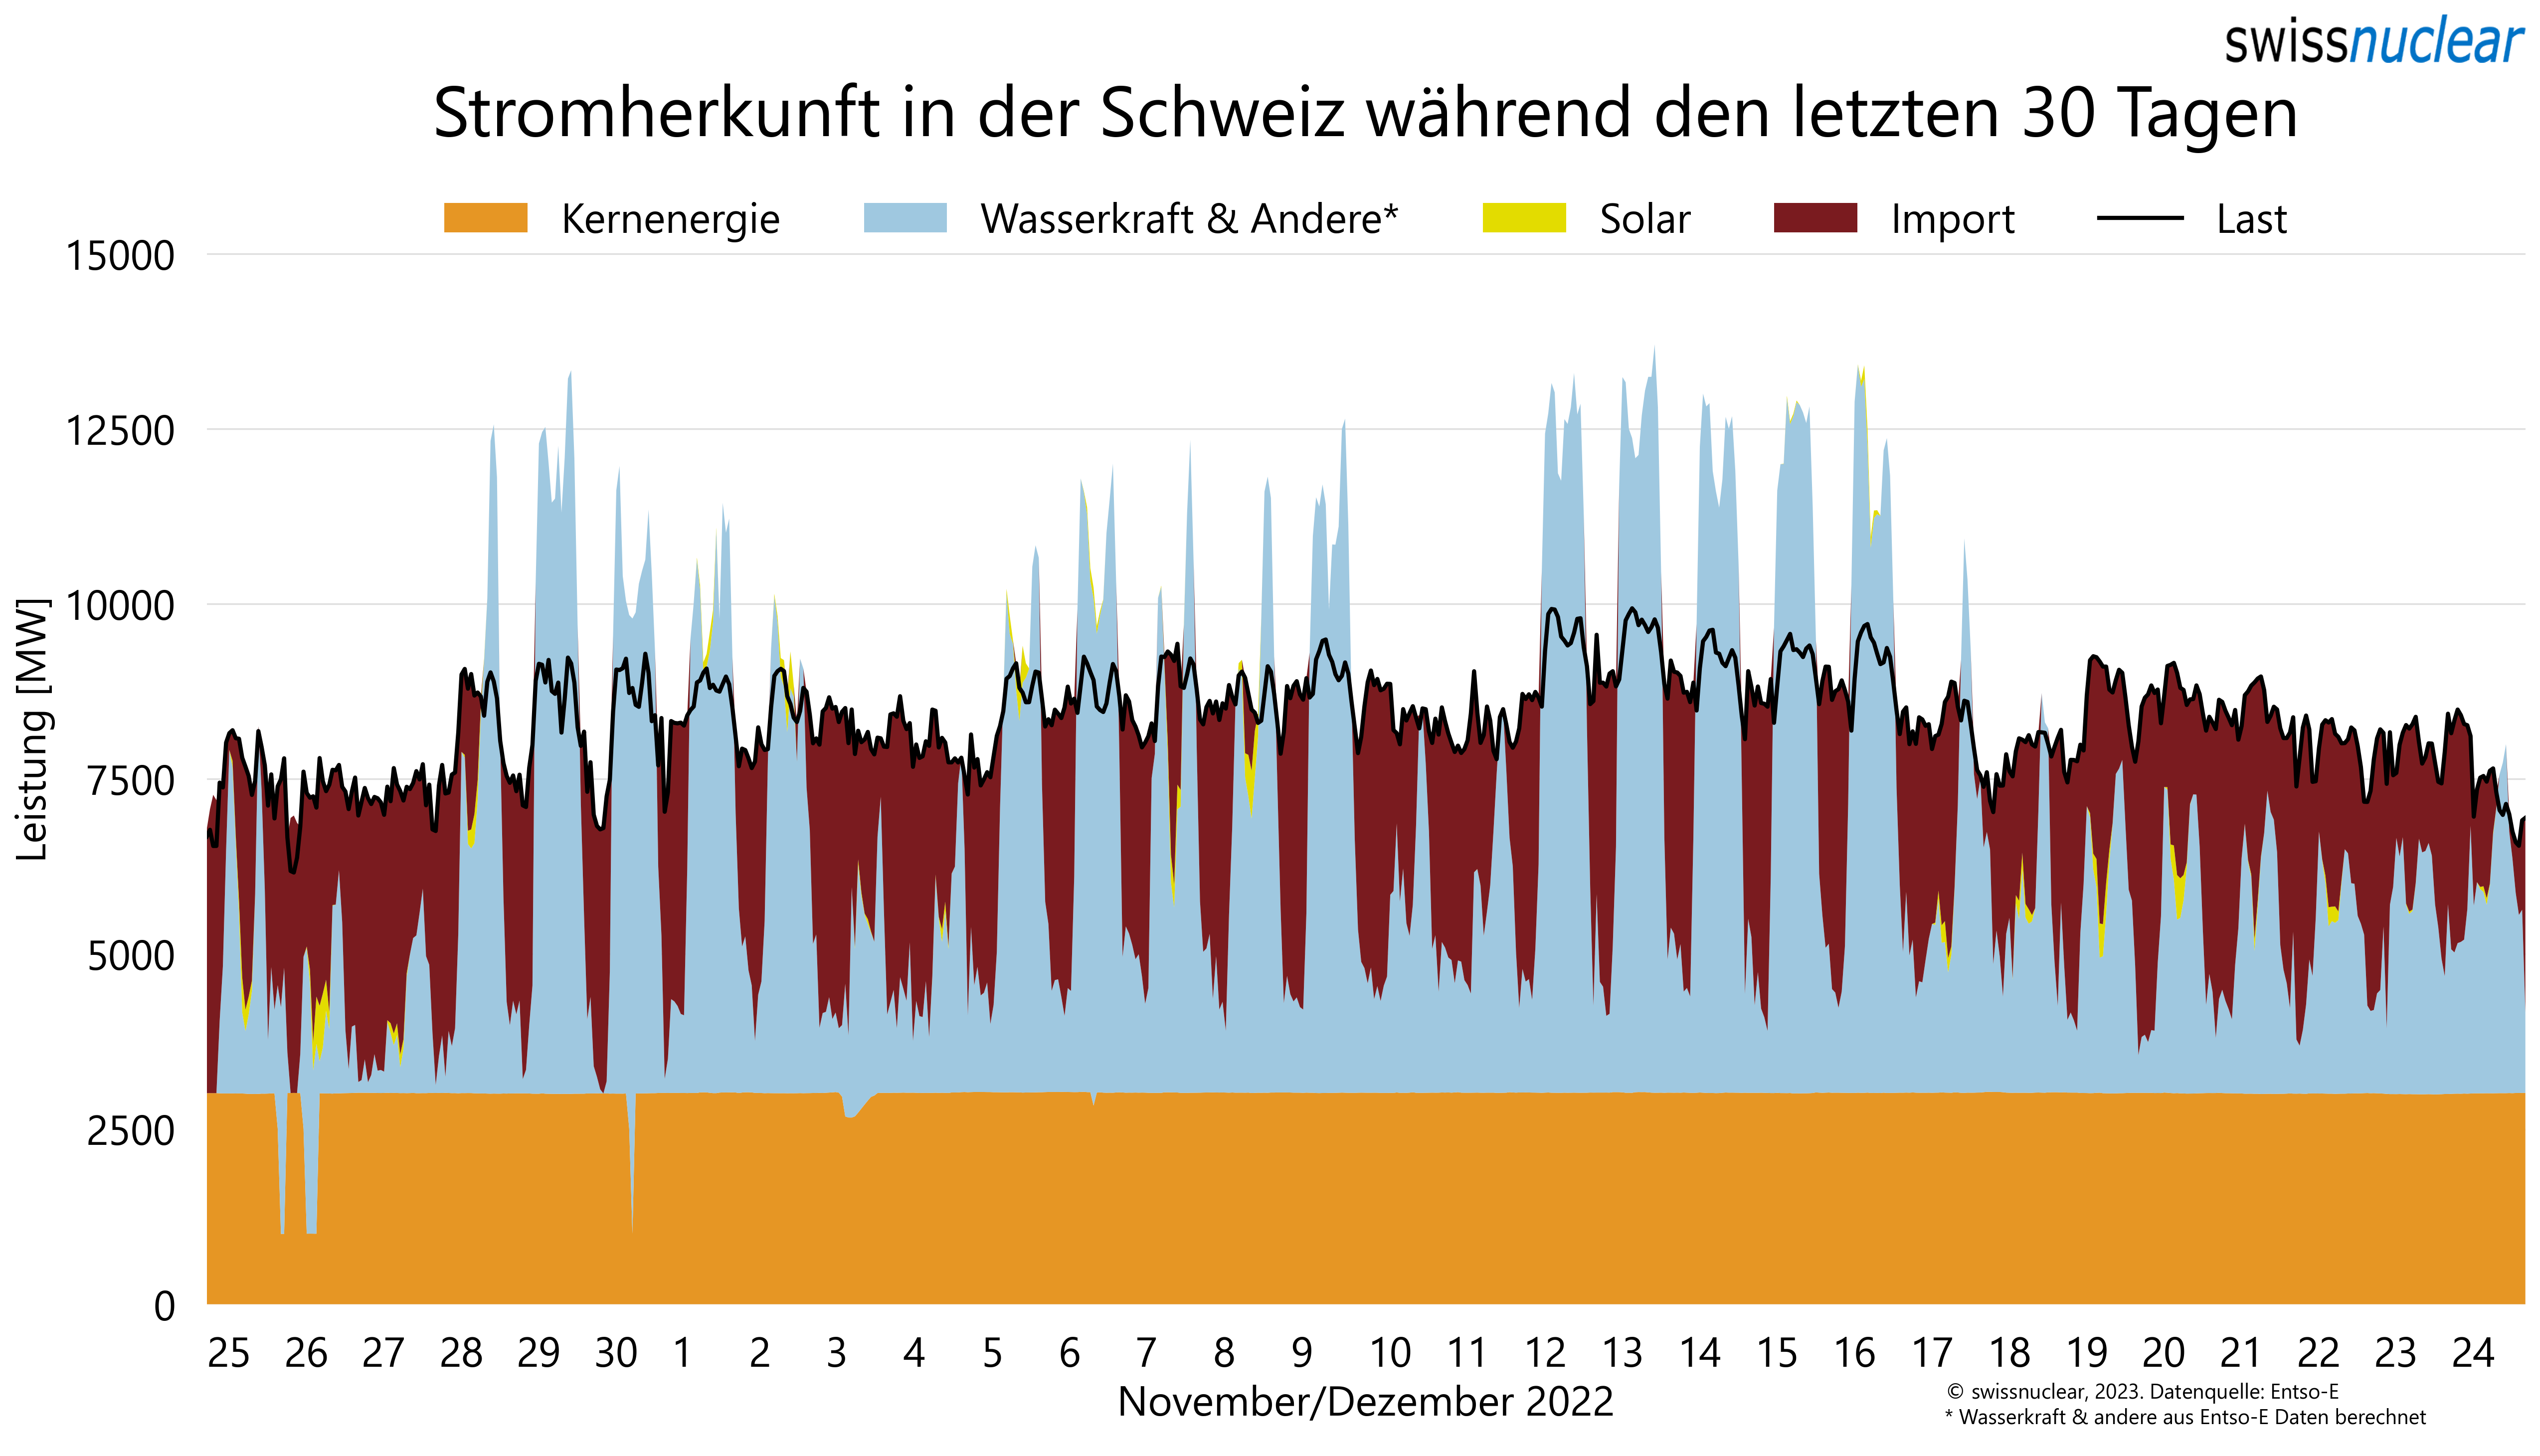 swissnuclear
Stromherkunft in der Schweiz während den letzten 30 Tagen
Kernenergie Wasserkraft & Andere* Solar Import Last
15000
12500
10000
7500
5000
2500
0
Leistung [MW]
25 26 27 28 29 30 1 2 3 4 5 6 7 8 9 10 11 12 13 14 15 16 17 18 19 20 21 22 23 24
November/Dezember 2022
© swissnuclear, 2023. Datenquelle: Entso-E
* Wasserkraft & andere aus Entso-E Daten berechnet